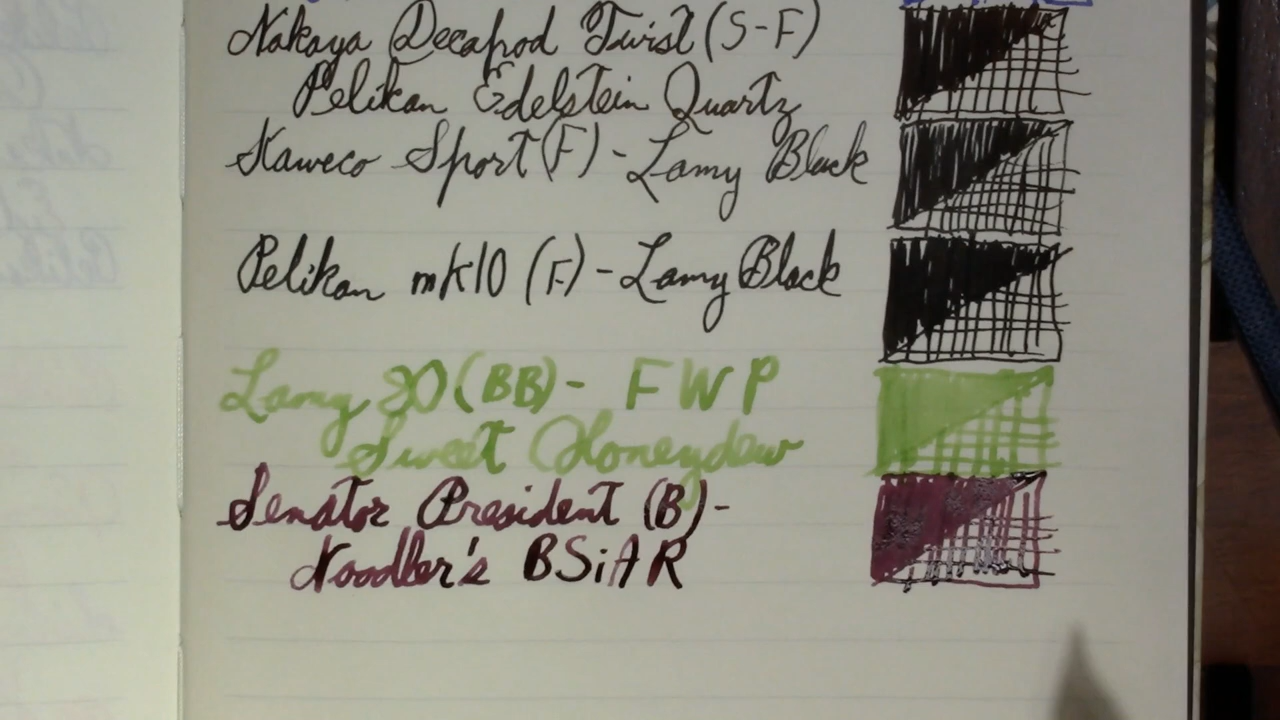 Nakaya Decapod Twist (S-F)
Pelikan Edelstein Quartz
Kaweco Sport (F) - Lamy Black
Pelikan mK10 (F) - Lamy Black
Lamy 80 (BB) - FWP
Sweet Honeydew
Senator President (B) -
Noodler's BSiAR